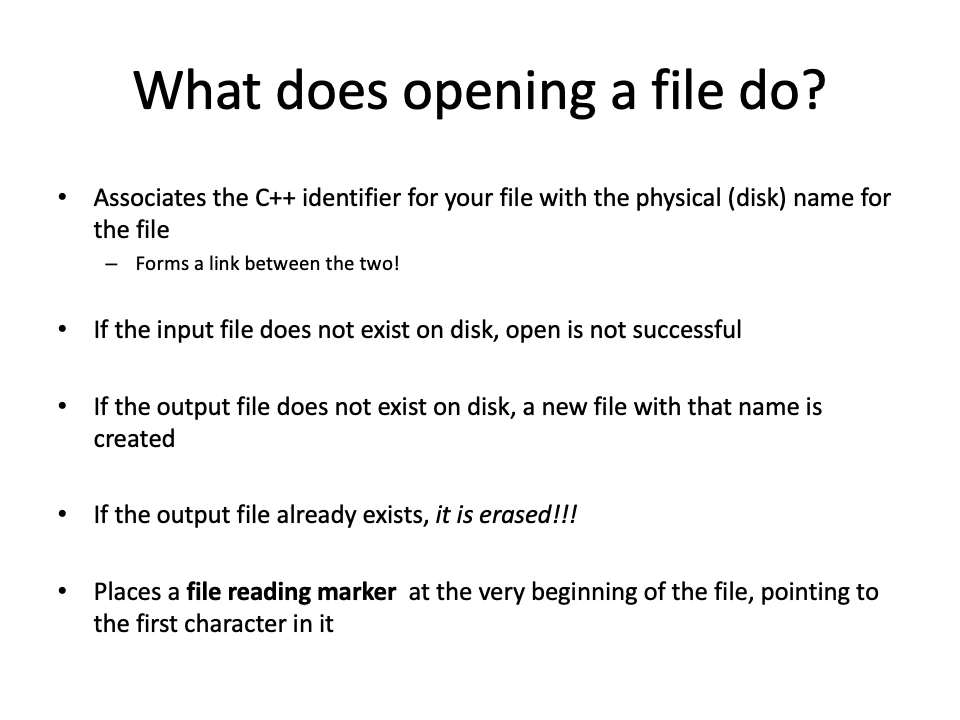 What does opening a file do?
• Associates the C++ identifier for your file with the physical (disk) name for
the file
– Forms a link between the two!
• If the input file does not exist on disk, open is not successful
• If the output file does not exist on disk, a new file with that name is
created
• If the output file already exists, it is erased!!!
• Places a file reading marker  at the very beginning of the file, pointing to
the first character in it